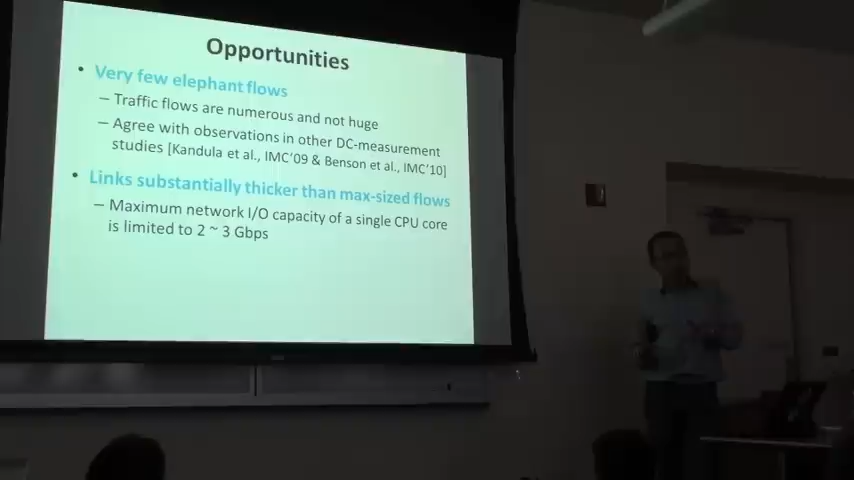 Opportunities
• Very few elephant flows
– Traffic flows are numerous and not huge
– Agree with observations in other DC-measurement
studies [Kandula et al., IMC'09 & Benson et al., IMC'10]
• Links substantially thicker than max-sized flows
– Maximum network I/O capacity of a single CPU core
is limited to 2 ~ 3 Gbps